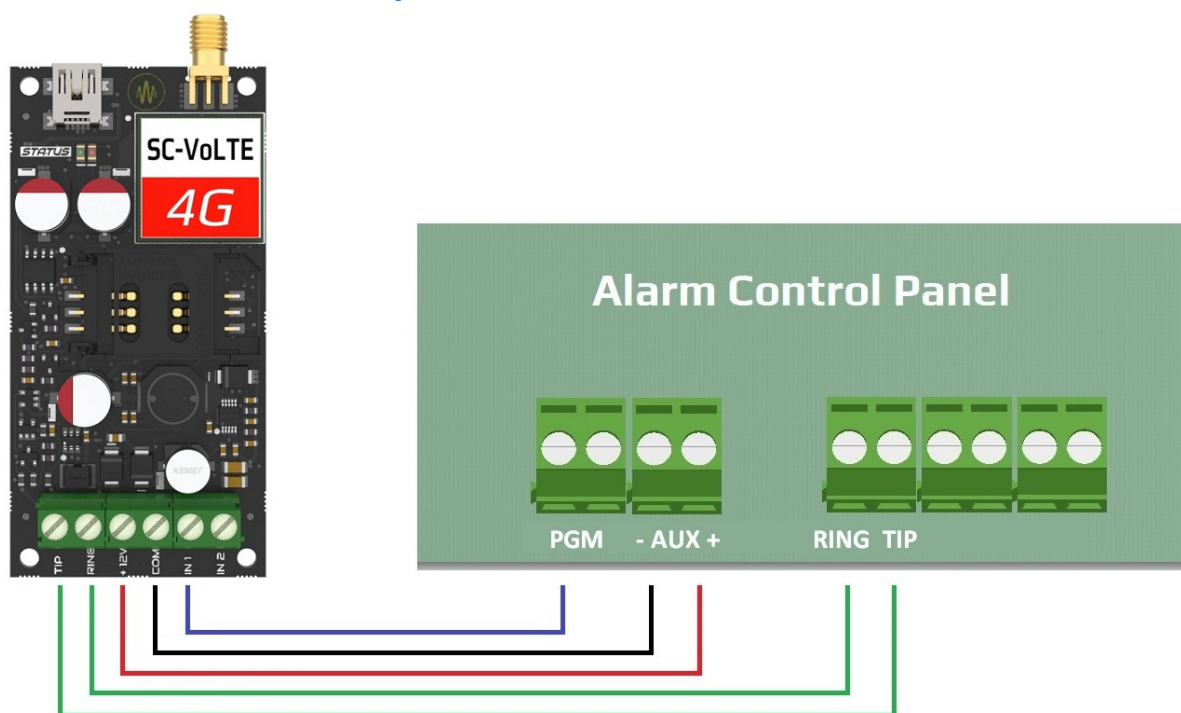 STATUS
SC-VoLTE
4G
KEMET
TIP
RING
+ 12V
COM
IN 1
IN 2
Alarm Control Panel
PGM
- AUX +
RING TIP